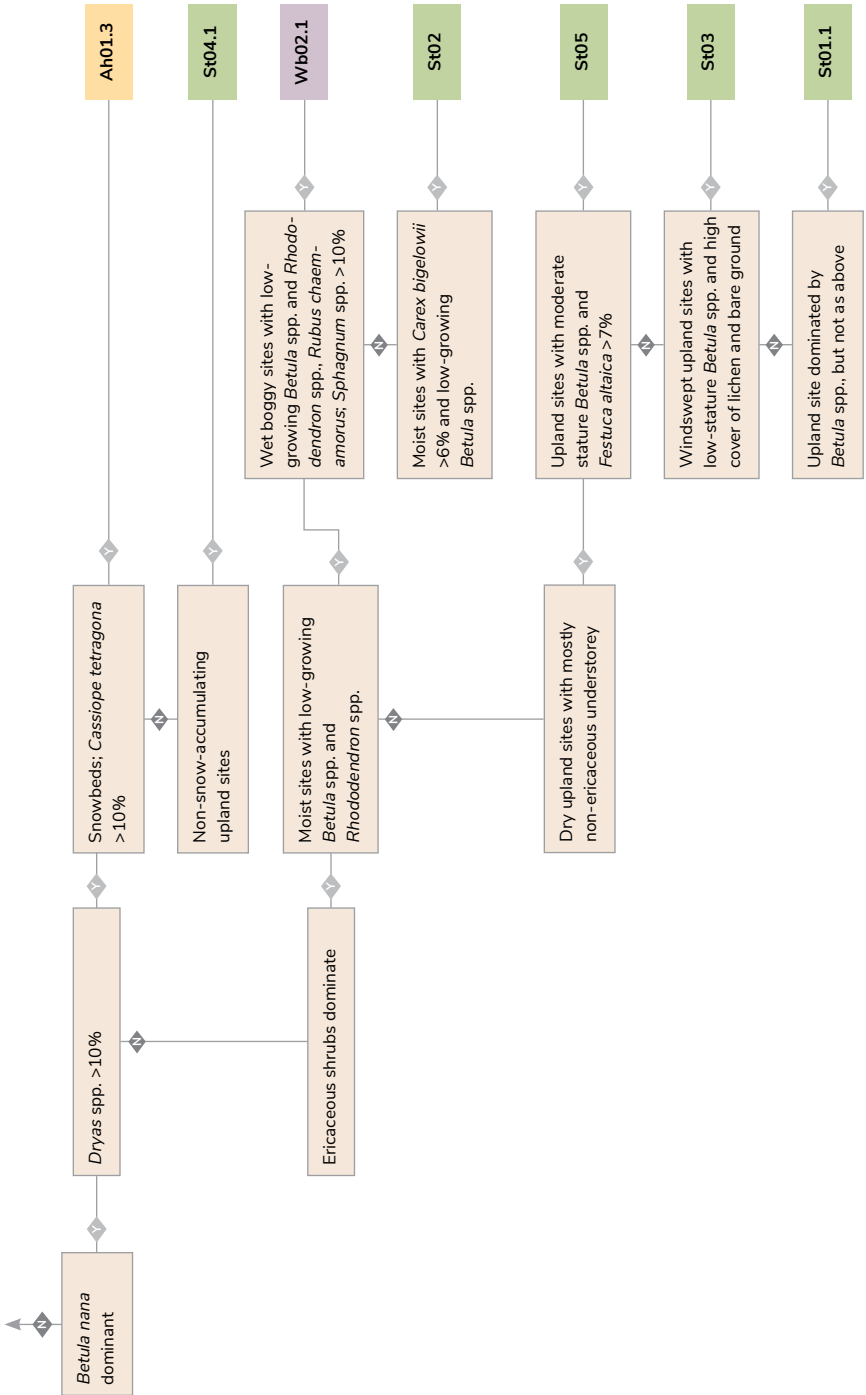 Betula nana
dominant
N
Y
Dryas spp. >10%
N
Y
Snowbeds; Cassiope tetragona
>10%
Y
Ah01.3
N
Non-snow-accumulating
upland sites
Y
St04.1
Ericaceous shrubs dominate
Y
Moist sites with low-growing
Betula spp. and
Rhododendron spp.
Y
Wet boggy sites with low-
growing Betula spp. and Rhodo-
dendron spp., Rubus chaem-
amorus; Sphagnum spp. >10%
Y
Wb02.1
N
Moist sites with Carex bigelowii
>6% and low-growing
Betula spp.
Y
St02
N
Dry upland sites with mostly
non-ericaceous understorey
Y
Upland sites with moderate
stature Betula spp. and
Festuca altaica >7%
Y
St05
N
Windswept upland sites with
low-stature Betula spp. and high
cover of lichen and bare ground
Y
St03
N
Upland site dominated by
Betula spp., but not as above
Y
St01.1